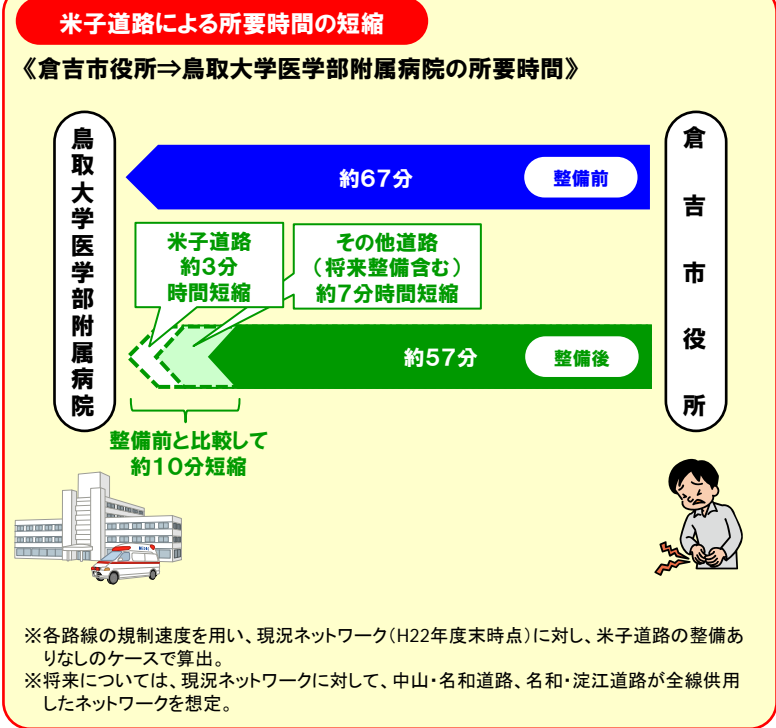 米子道路による所要時間の短縮
《倉吉市役所⇒鳥取大学医学部附属病院の所要時間》
鳥取大学医学部附属病院
倉吉市役所
約67分
整備前
米子道路
約3分
時間短縮
その他道路
（将来整備含む）
約7分時間短縮
約57分
整備後
整備前と比較して
約10分短縮
※各路線の規制速度を用い、現況ネットワーク（H22年度末時点）に対し、米子道路の整備あ
りなしのケースで算出。
※将来については、現況ネットワークに対して、中山・名和道路、名和・淀江道路が全線供用
したネットワークを想定。